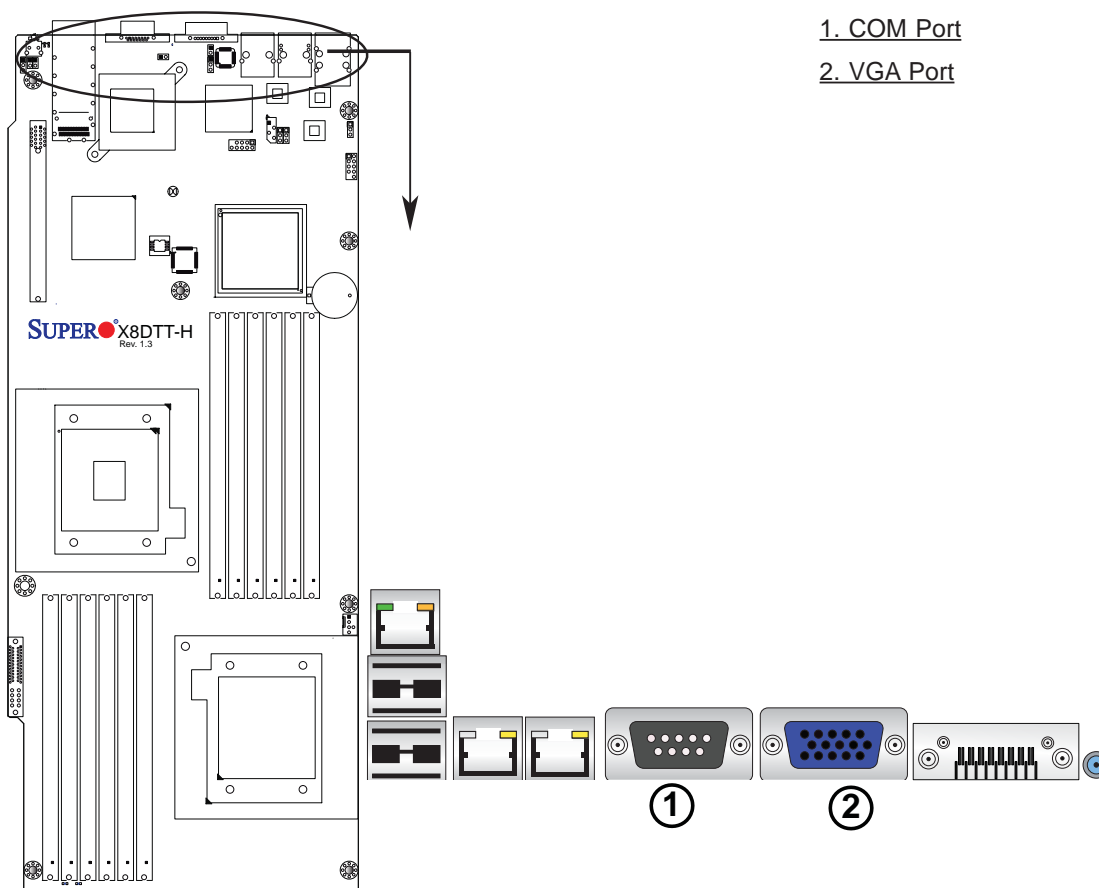 1. COM Port
2. VGA Port
SUPER X8DTT-H
Rev. 1.3
1
2